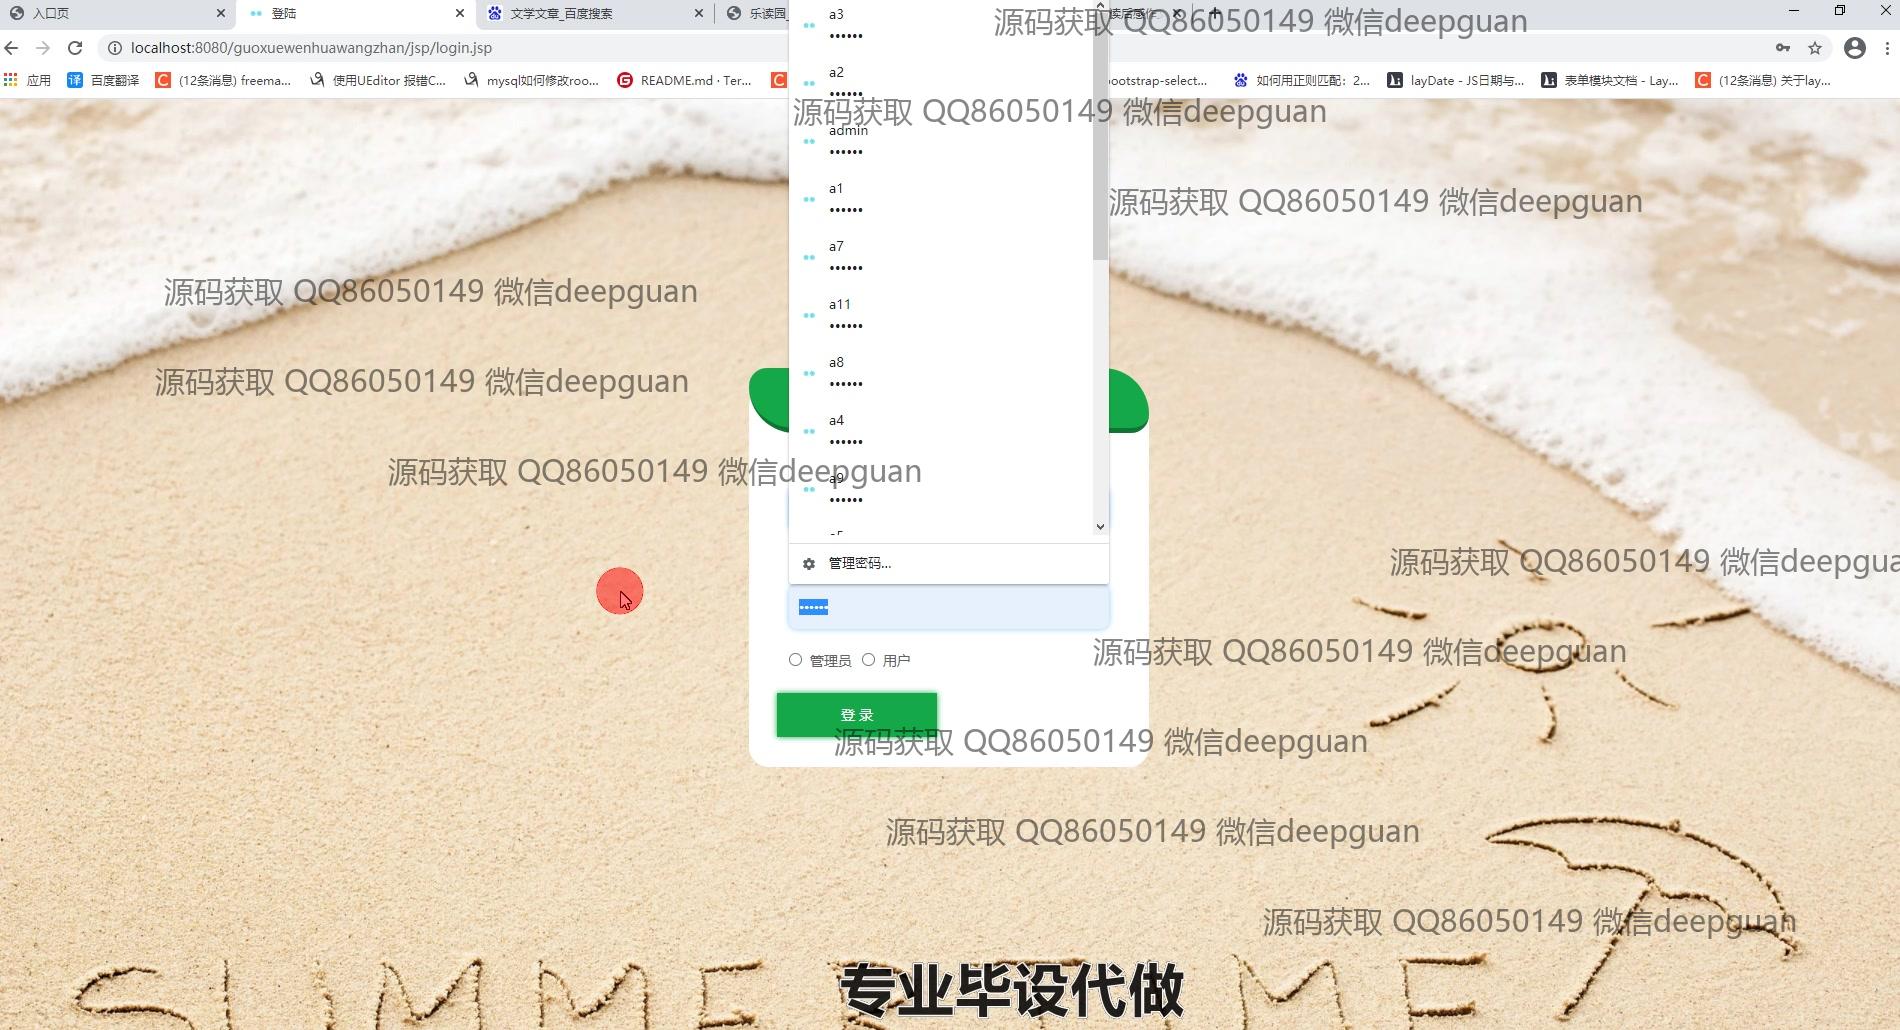 入口页
登陆
文学文章_百度搜索
乐读园_
读后感作
localhost:8080/guoxuewenhuawangzhan/jsp/login.jsp
应用
百度翻译
(12条消息) freema...
使用UEditor 报错C...
mysql如何修改roo...
README.md · Ter...
bootstrap-select...
如何用正则匹配：2...
layDate - JS日期与...
表单模块文档 - Lay...
(12条消息) 关于lay...
源码获取 QQ86050149 微信deepguan
a3
••••••
a2
••••••
源码获取 QQ86050149 微信deepguan
admin
••••••
a1
••••••
源码获取 QQ86050149 微信deepguan
a7
••••••
源码获取 QQ86050149 微信deepguan
a11
••••••
a8
••••••
源码获取 QQ86050149 微信deepguan
a4
••••••
源码获取 QQ86050149 微信deepguan
a9
••••••
管理密码...
源码获取 QQ86050149 微信deepgua
••••••
管理员
用户
源码获取 QQ86050149 微信deepguan
登 录
源码获取 QQ86050149 微信deepguan
源码获取 QQ86050149 微信deepguan
源码获取 QQ86050149 微信deepguan
SUMMER TIME
专业毕设代做